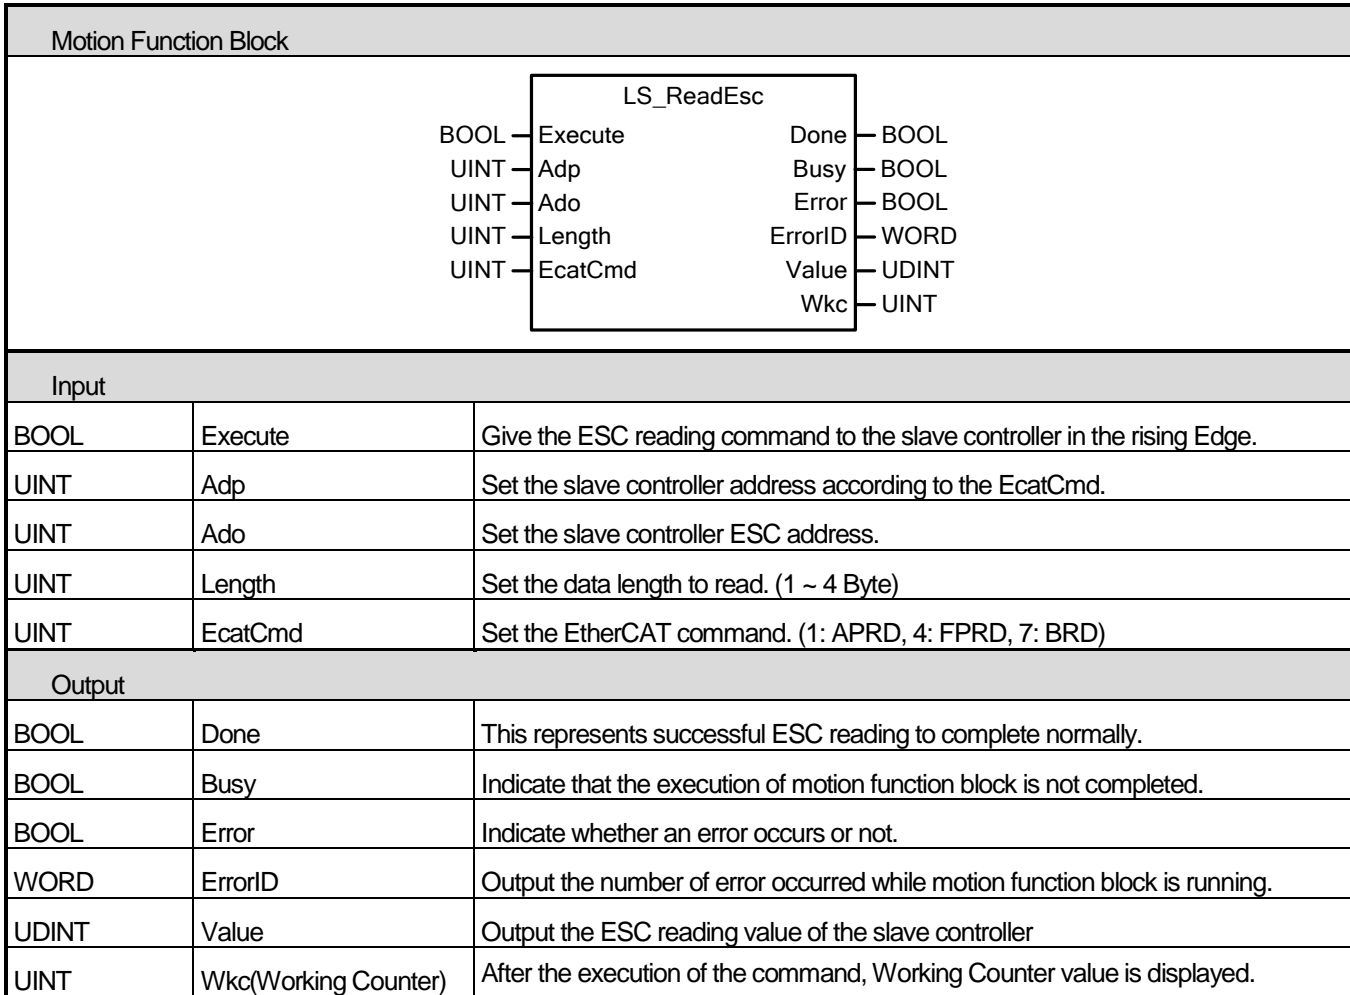 Motion Function Block
LS_ReadEsc
BOOL Execute Done BOOL
UINT Adp Busy BOOL
UINT Ado Error BOOL
UINT Length ErrorID WORD
UINT EcatCmd Value UDINT
Wkc UINT
Input
BOOL Execute Give the ESC reading command to the slave controller in the rising Edge.
UINT Adp Set the slave controller address according to the EcatCmd.
UINT Ado Set the slave controller ESC address.
UINT Length Set the data length to read. (1 ~ 4 Byte)
UINT EcatCmd Set the EtherCAT command. (1: APRD, 4: FPRD, 7: BRD)
Output
BOOL Done This represents successful ESC reading to complete normally.
BOOL Busy Indicate that the execution of motion function block is not completed.
BOOL Error Indicate whether an error occurs or not.
WORD ErrorID Output the number of error occurred while motion function block is running.
UDINT Value Output the ESC reading value of the slave controller
UINT Wkc(Working Counter) After the execution of the command, Working Counter value is displayed.